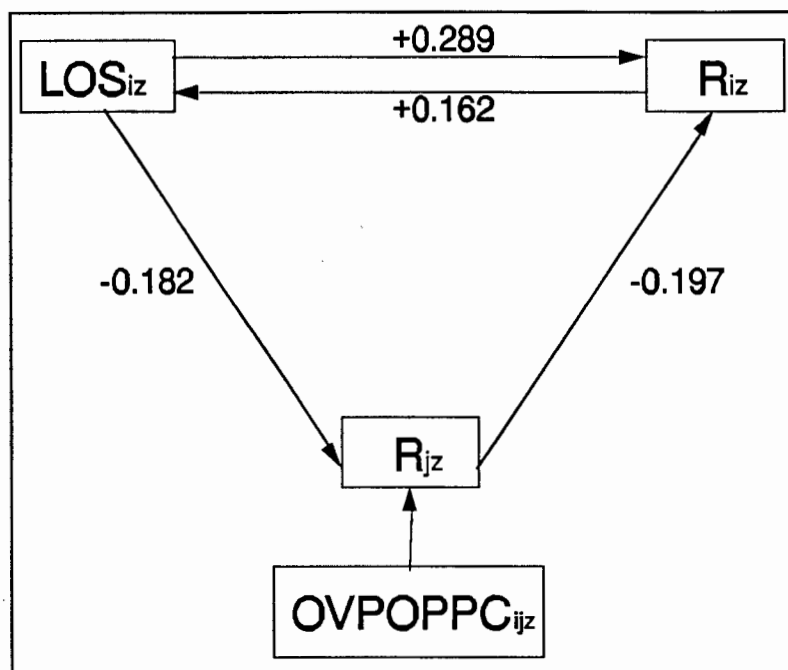 +0.289
LOSiz
Riz
+0.162
-0.182
-0.197
Rjz
OVPOPPCijz